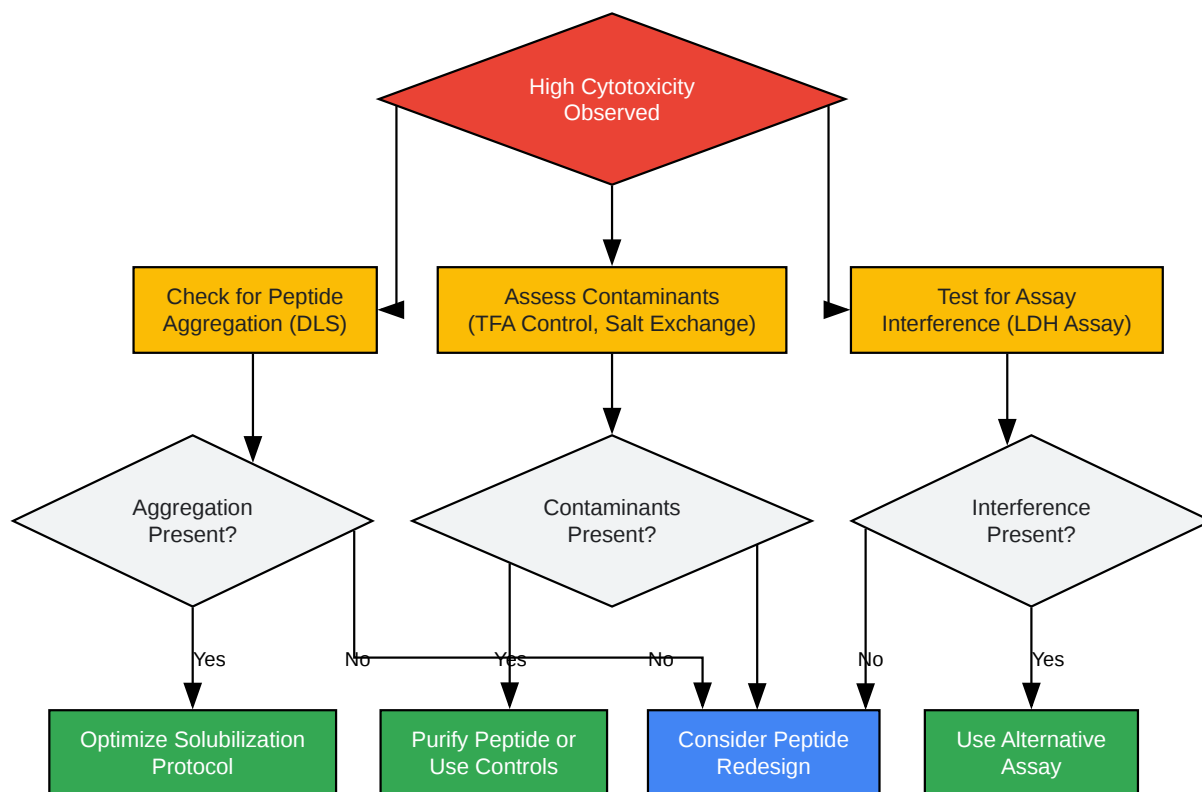 High Cytotoxicity
Observed
Check for Peptide
Aggregation (DLS)
Assess Contaminants
(TFA Control, Salt Exchange)
Test for Assay
Interference (LDH Assay)
Aggregation
Present?
Contaminants
Present?
Interference
Present?
Yes
No
Yes
No
No
Yes
Optimize Solubilization
Protocol
Purify Peptide or
Use Controls
Consider Peptide
Redesign
Use Alternative
Assay